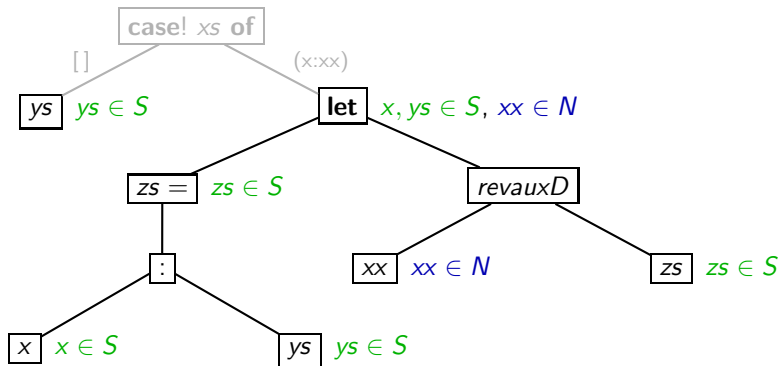 case! xs of
[ ] (x:xx)
ys ys ∈ S let x, ys ∈ S, xx ∈ N
zs = zs ∈ S revauxD
: xx xx ∈ N zs zs ∈ S
x x ∈ S ys ys ∈ S